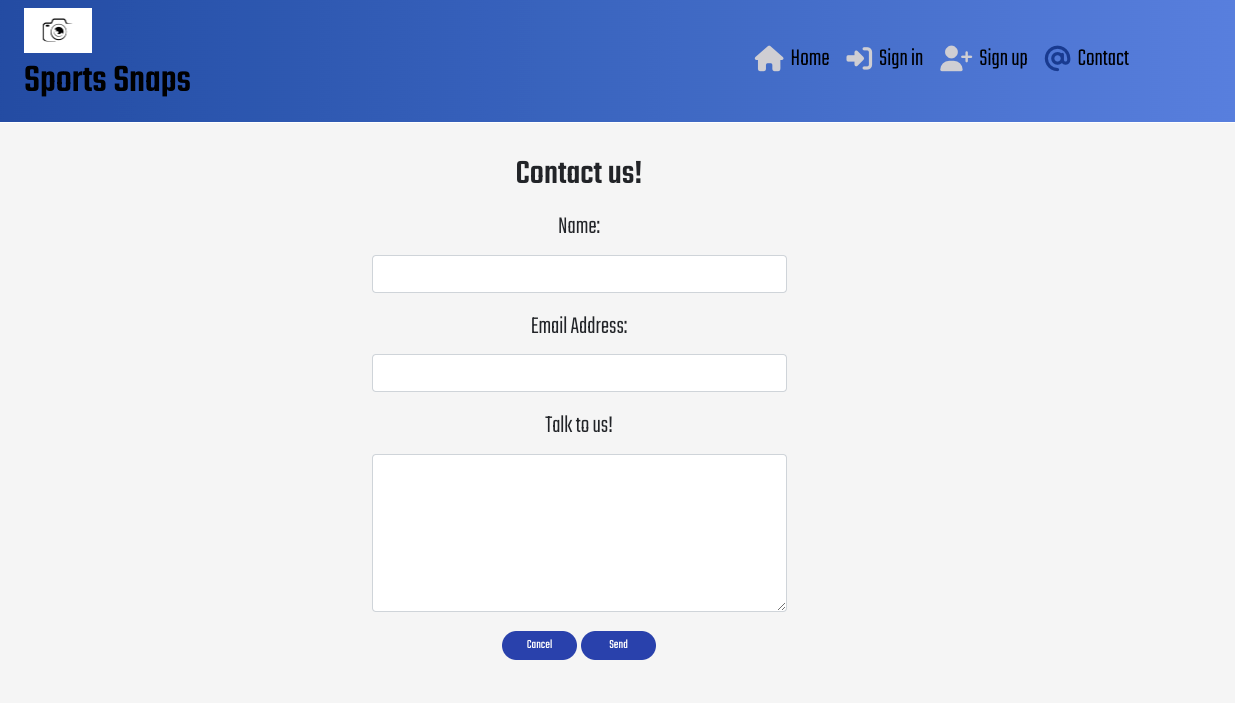 Sports Snaps
Home Sign in Sign up Contact
Contact us!
Name:
Email Address:
Talk to us!
Cancel Send